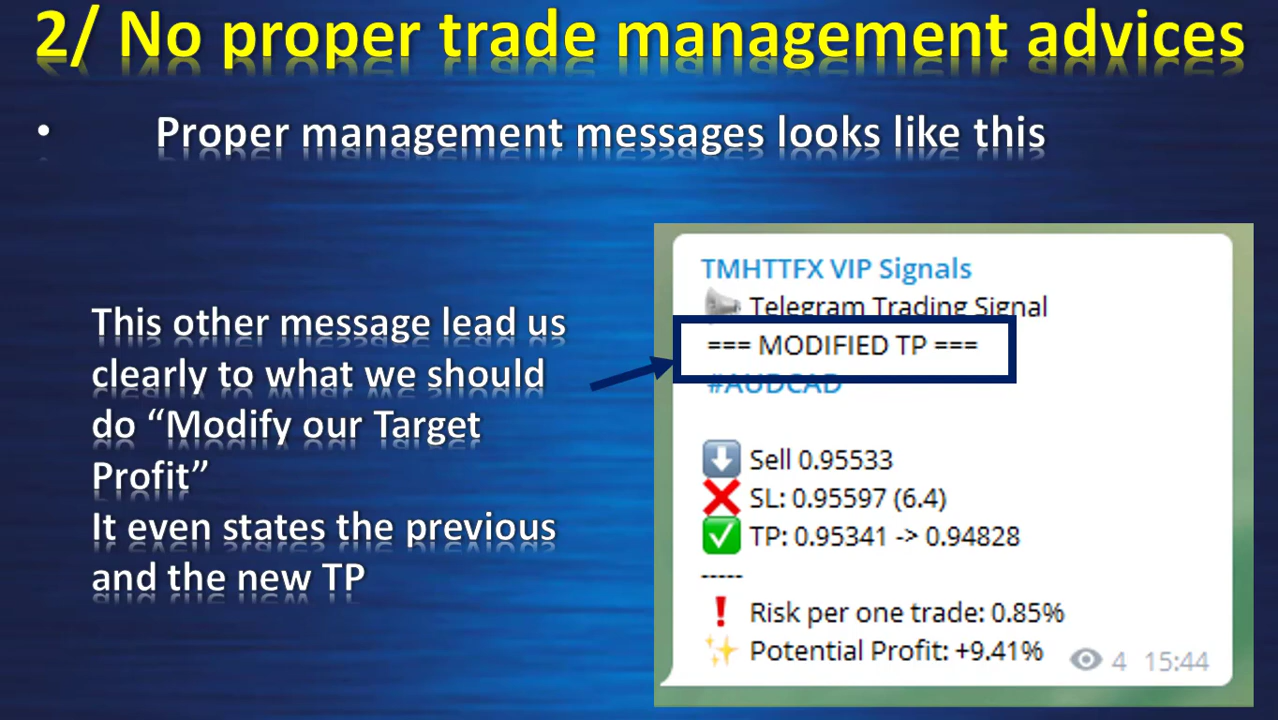 2/ No proper trade management advices
• Proper management messages looks like this
This other message lead us
clearly to what we should
do “Modify our Target
Profit”
It even states the previous
and the new TP
TMHTTFX VIP Signals
Telegram Trading Signal
=== MODIFIED TP ===
#AUDCAD
Sell 0.95533
SL: 0.95597 (6.4)
TP: 0.95341 -> 0.94828
-----
Risk per one trade: 0.85%
Potential Profit: +9.41%
4 15:44